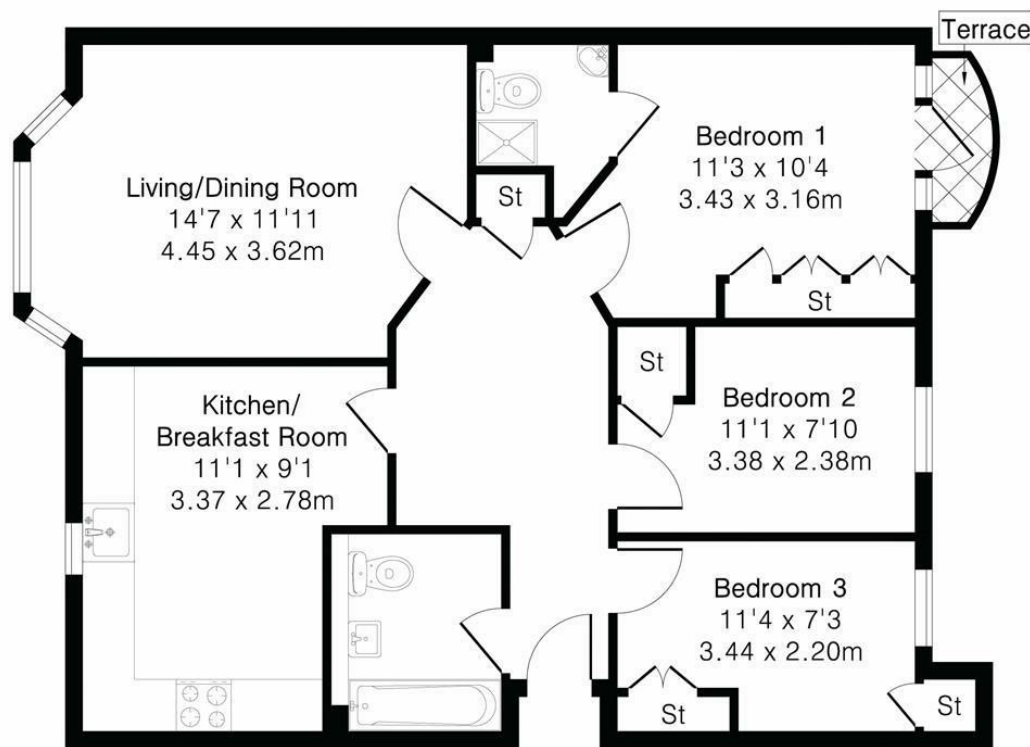 Terrace
Living/Dining Room
14'7 x 11'11
4.45 x 3.62m
St
Bedroom 1
11'3 x 10'4
3.43 x 3.16m
St
Kitchen/
Breakfast Room
11'1 x 9'1
3.37 x 2.78m
St
Bedroom 2
11'1 x 7'10
3.38 x 2.38m
Bedroom 3
11'4 x 7'3
3.44 x 2.20m
St
St